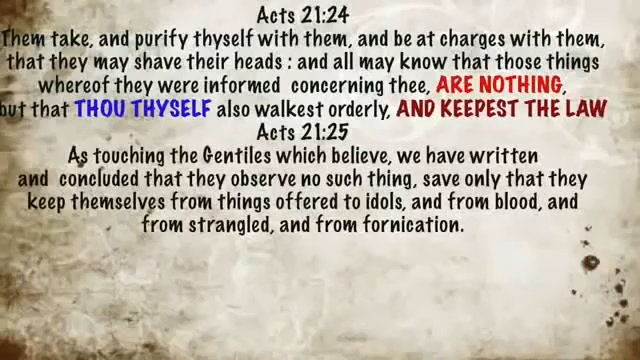 Acts 21:24
Them take, and purify thyself with them, and be at charges with them,
that they may shave their heads : and all may know that those things
whereof they were informed concerning thee, ARE NOTHING,
but that THOU THYSELF also walkest orderly, AND KEEPEST THE LAW
Acts 21:25
As touching the Gentiles which believe, we have written
and concluded that they observe no such thing, save only that they
keep themselves from things offered to idols, and from blood, and
from strangled, and from fornication.